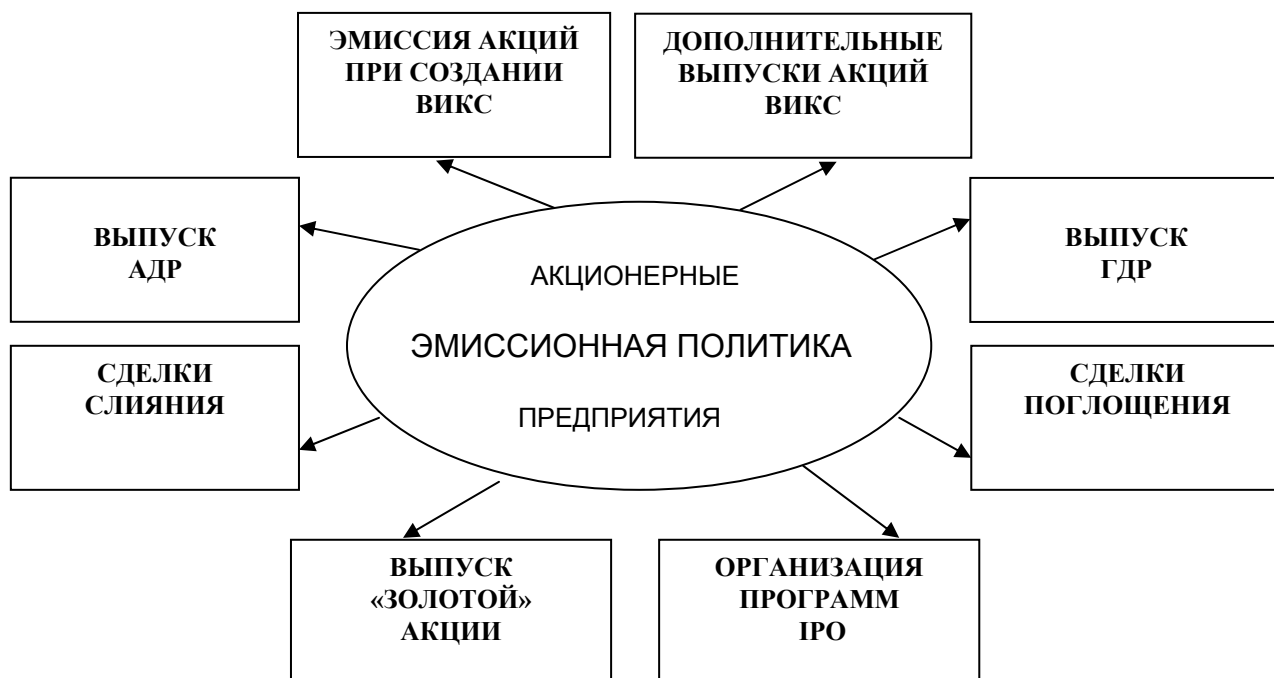 ЭМИССИЯ АКЦИЙ
ПРИ СОЗДАНИИ
ВИКС
ДОПОЛНИТЕЛЬНЫЕ
ВЫПУСКИ АКЦИЙ
ВИКС
ВЫПУСК
АДР
ВЫПУСК
ГДР
АКЦИОНЕРНЫЕ
ЭМИССИОННАЯ ПОЛИТИКА
ПРЕДПРИЯТИЯ
СДЕЛКИ
СЛИЯНИЯ
СДЕЛКИ
ПОГЛОЩЕНИЯ
ВЫПУСК
«ЗОЛОТОЙ»
АКЦИИ
ОРГАНИЗАЦИЯ
ПРОГРАММ
IPO